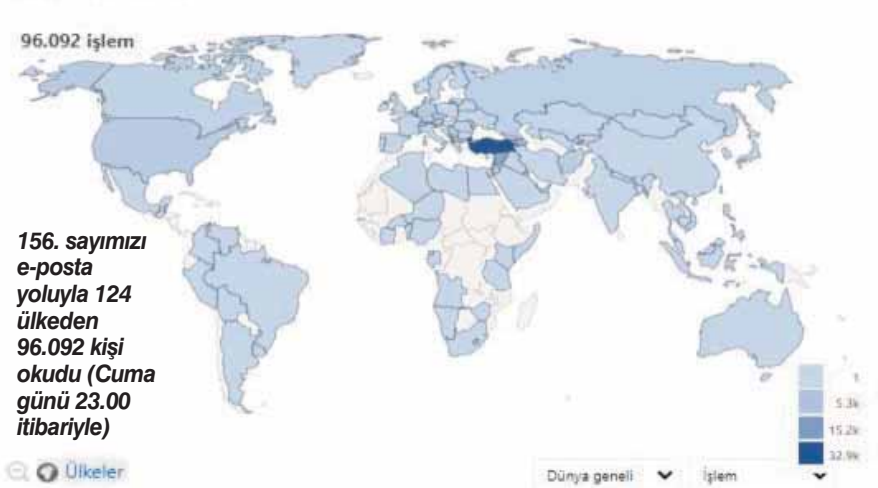 96.092 işlem
156. sayımızı
e-posta
yoluyla 124
ülkeden
96.092 kişi
okudu (Cuma
günü 23.00
itibariyle)
1
5.3k
15.2k
32.9k
Ülkeler
Dünya geneli
İşlem